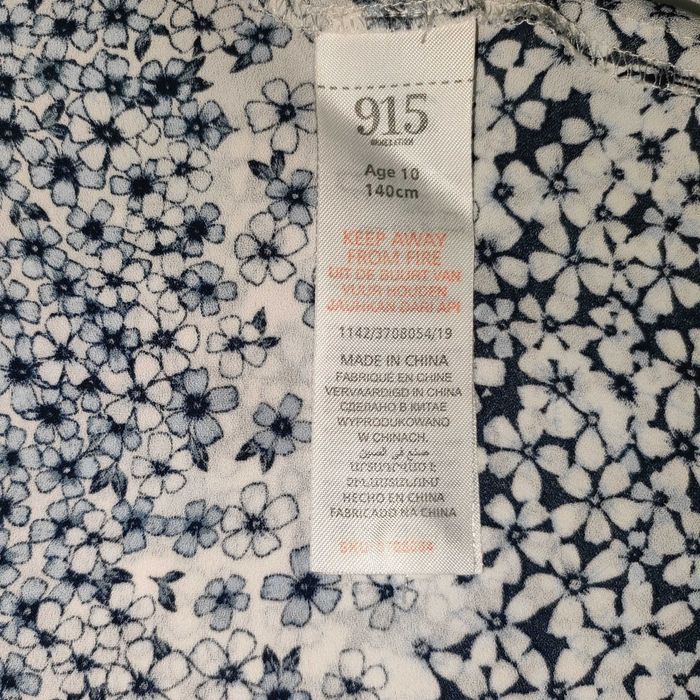 915
GENERATION
Age 10
140cm
KEEP AWAY
FROM FIRE
UIT DE BUURT VAN
VUUR HOUDEN
JAUHKAN DARI API
1142/3708054/19
MADE IN CHINA
FABRIQUE EN CHINE
VERVAARDIGD IN CHINA
СДЕЛАНО В КИТАЕ
WYPRODUKOWANO
W CHINACH.
صنع في الصين
HECHO EN CHINA
FABRICADO NA CHINA